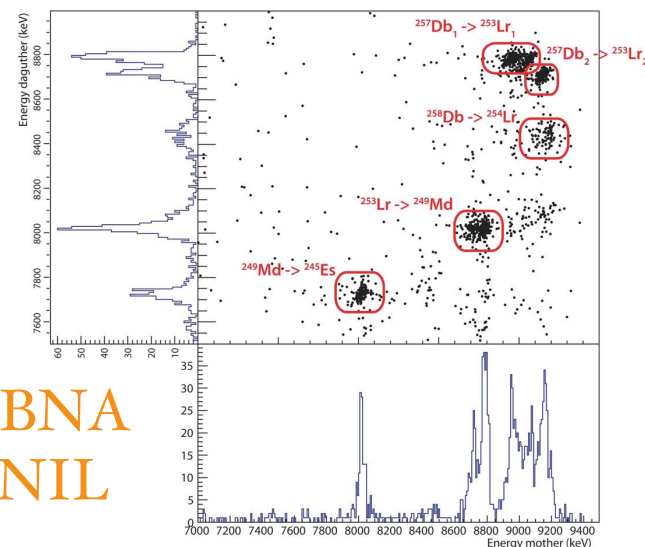 ²⁵⁷Db₁ -> ²⁵³Lr₁
²⁵⁷Db₂ -> ²⁵³Lr₂
²⁵⁸Db -> ²⁵⁴Lr
²⁵³Lr -> ²⁴⁹Md
²⁴⁹Md -> ²⁴⁵Es
Energy daguther (keV)
8800
8600
8400
8200
8000
7800
7600
60 50 40 30 20 10
BNA
NIL
35
30
25
20
15
10
5
0
7000 7200 7400 7600 7800 8000 8200 8400 8600 8800 9000 9200 9400
Energy mother (keV)